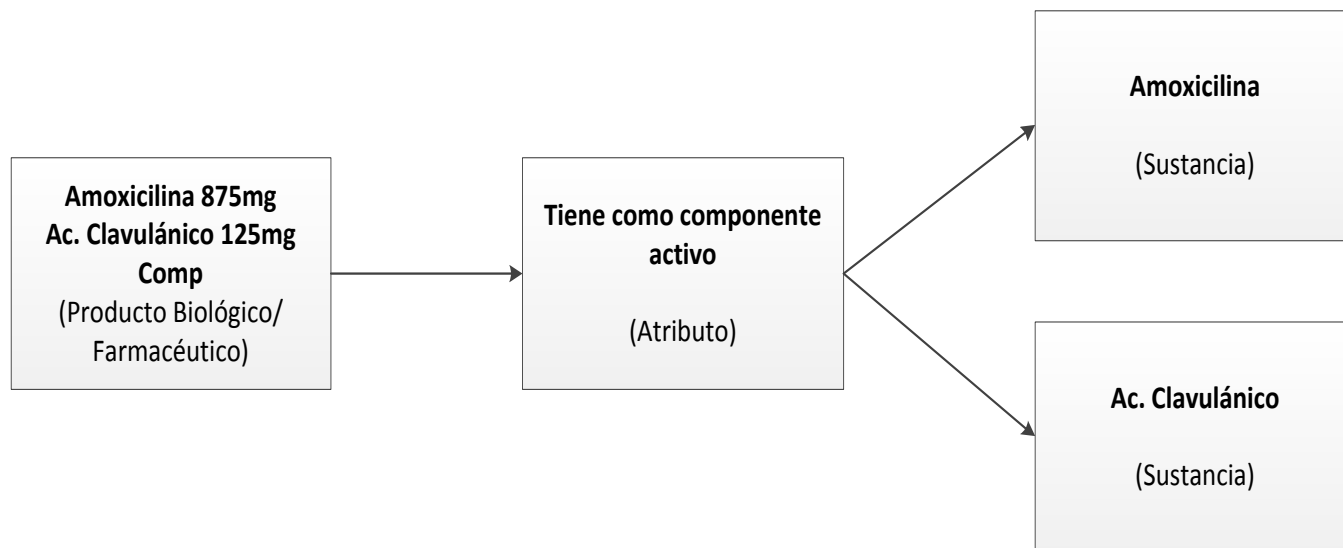 Amoxicilina 875mg
Ac. Clavulánico 125mg
Comp
(Producto Biológico/
Farmacéutico)
Tiene como componente
activo
(Atributo)
Amoxicilina
(Sustancia)
Ac. Clavulánico
(Sustancia)